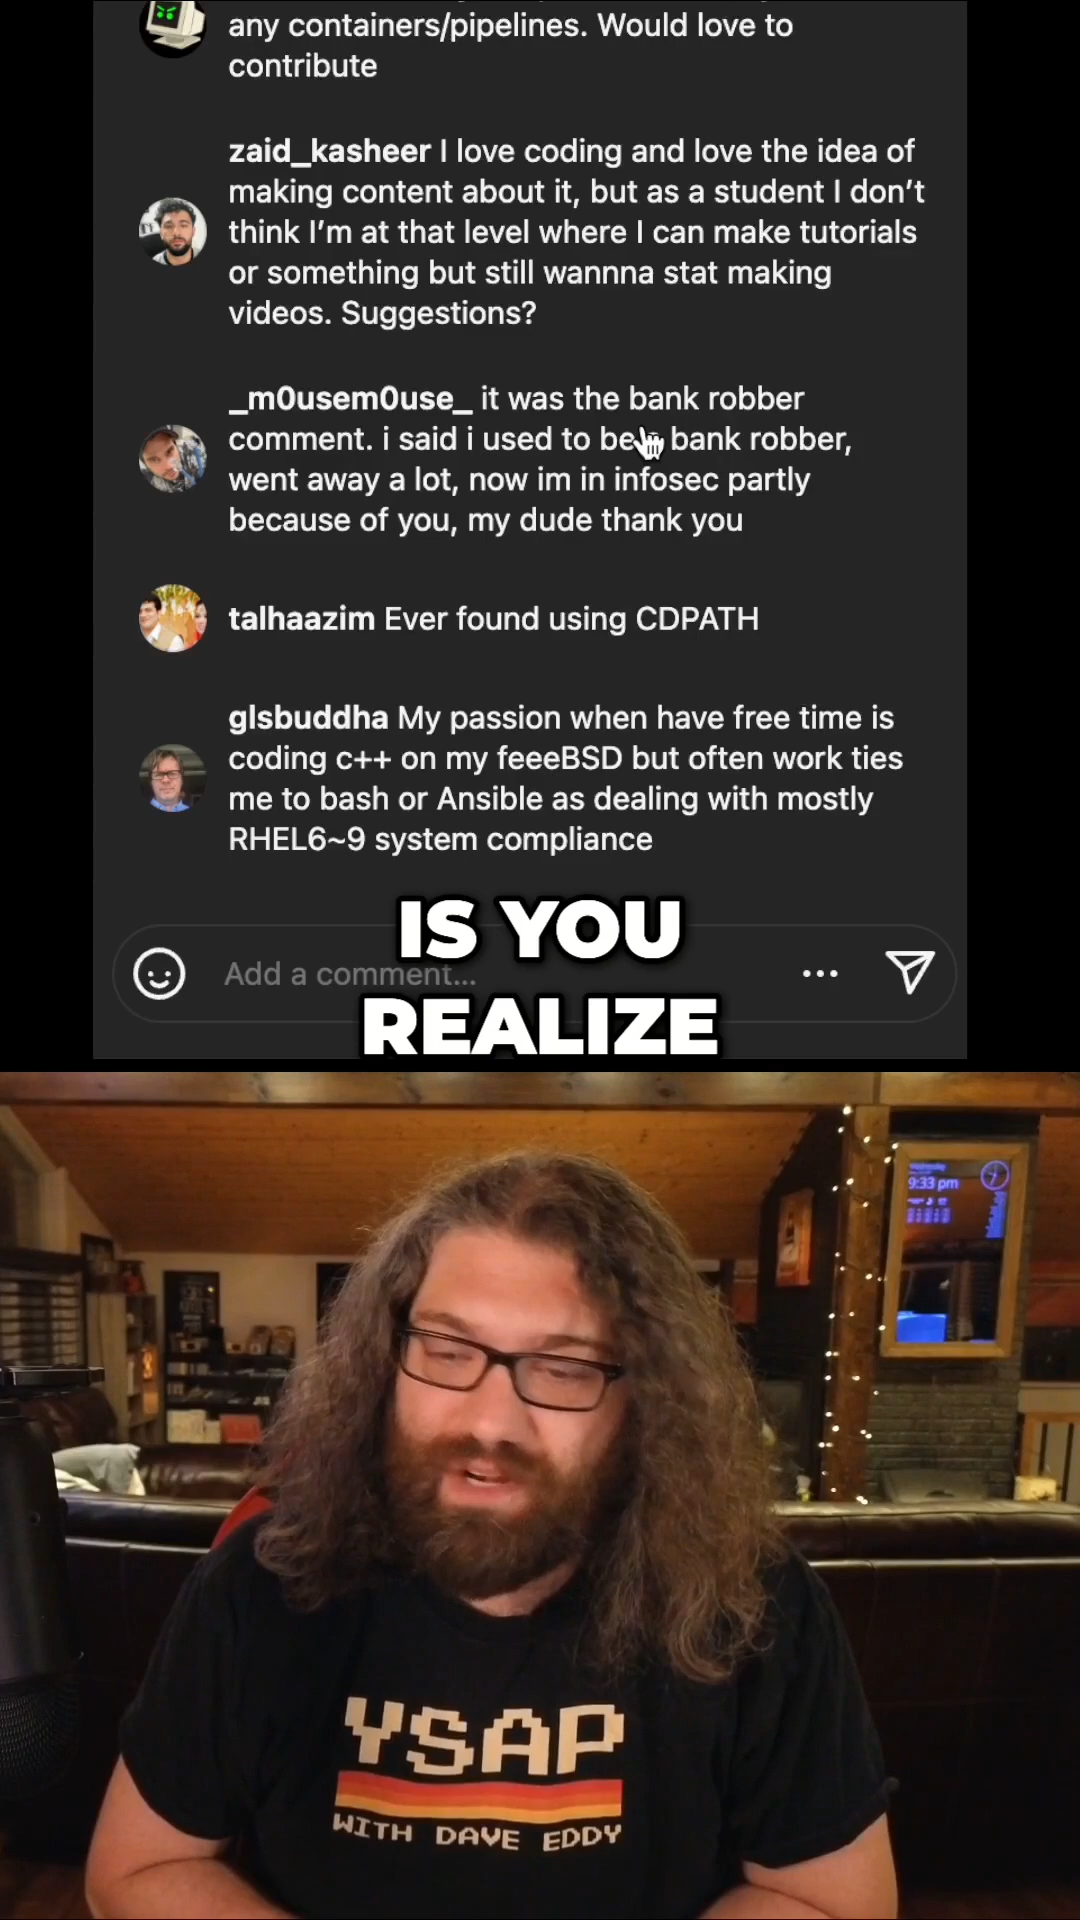 any containers/pipelines. Would love to
contribute
zaid_kasheer I love coding and love the idea of
making content about it, but as a student I don't
think I'm at that level where I can make tutorials
or something but still wannna stat making
videos. Suggestions?
_m0usem0use_ it was the bank robber
comment. i said i used to be bank robber,
went away a lot, now im in infosec partly
because of you, my dude thank you
talhaazim Ever found using CDPATH
glsbuddha My passion when have free time is
coding c++ on my feeeBSD but often work ties
me to bash or Ansible as dealing with mostly
RHEL6~9 system compliance
IS YOU
Add a comment...
REALIZE
Wednesday
9:33 pm
YSAP
WITH DAVE EDDY